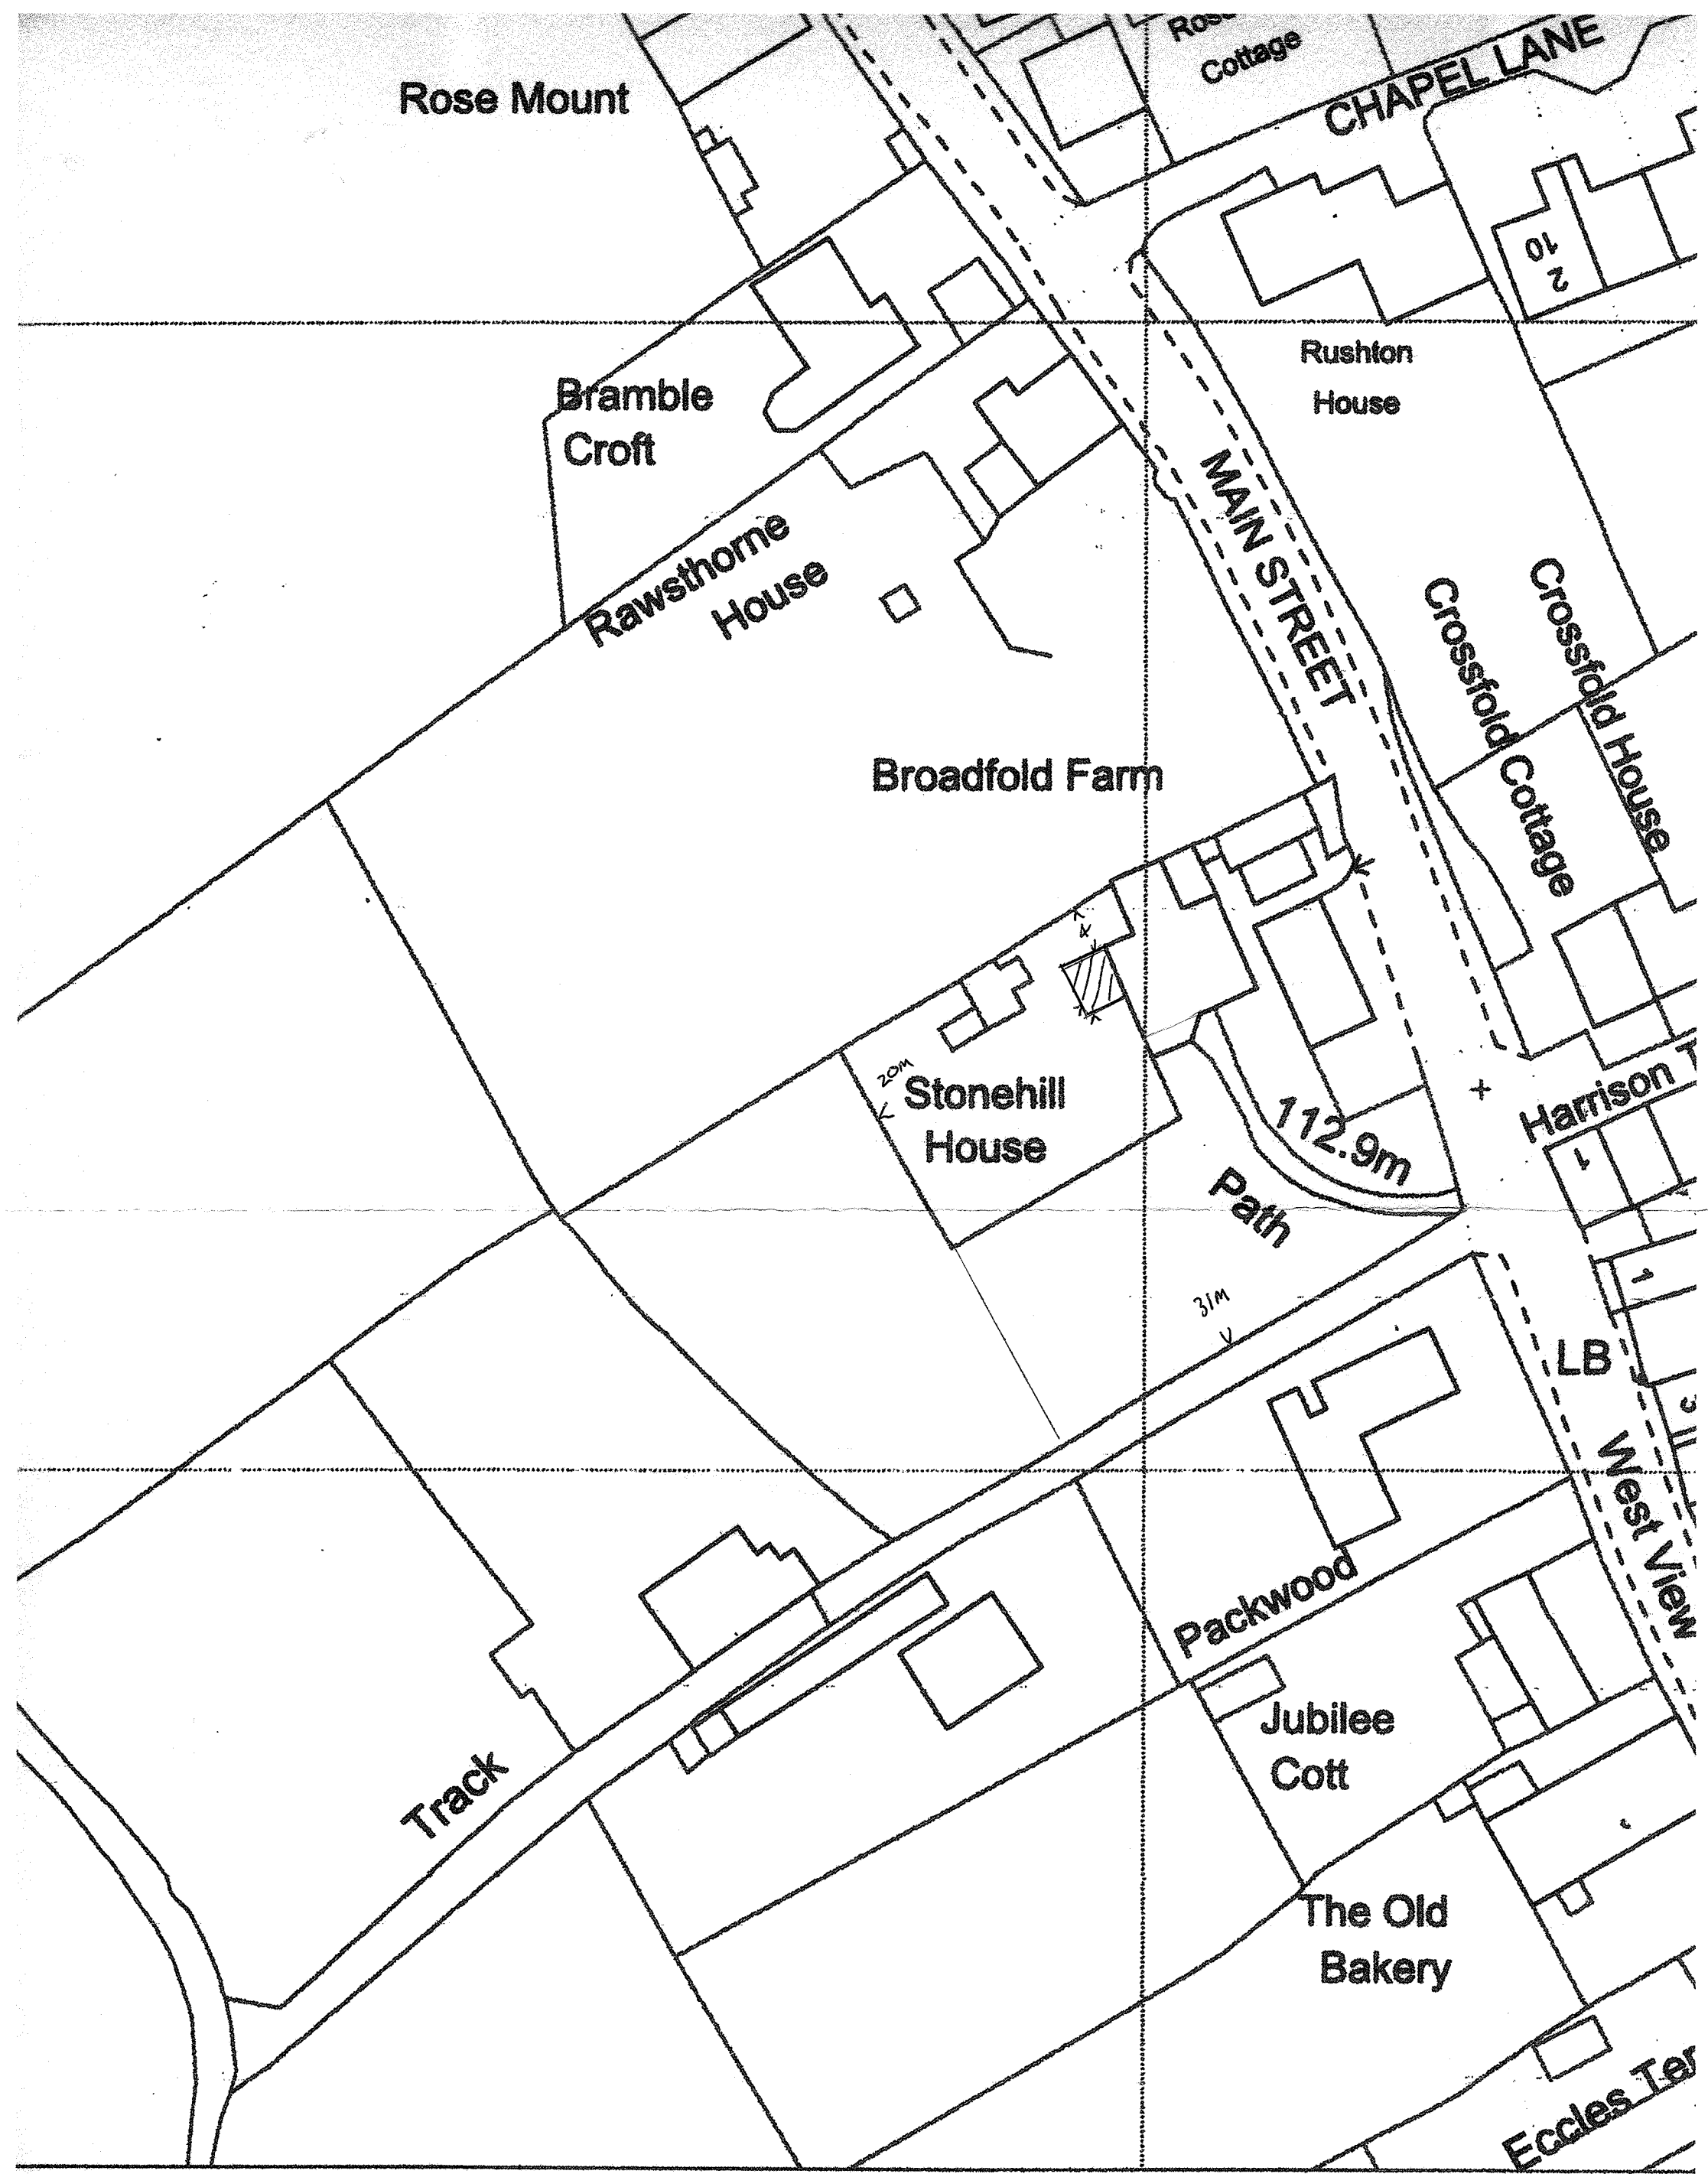 Cottage
CHAPEL LANE
Rose Mount
10
2
Rushton
House
Bramble
Croft
MAIN STREET
Rawsthorne
House
Crossfold Cottage
Crossfold House
Broadfold Farm
4
20M
Stonehill
House
112.9m
Harrison
1
Path
1
31M
LB
West View
Packwood
Jubilee
Cott
Track
The Old
Bakery
Eccles